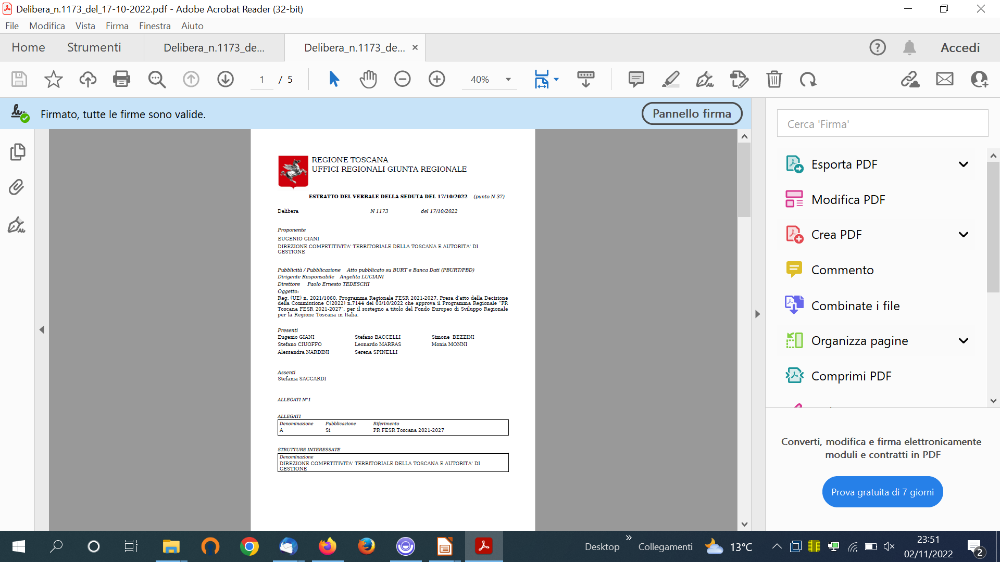 Delibera_n.1173_del_17-10-2022.pdf - Adobe Acrobat Reader (32-bit)
File Modifica Vista Firma Finestra Aiuto
Home Strumenti Delibera_n.1173_de... Delibera_n.1173_de... Accedi
1 / 5 40%
Firmato, tutte le firme sono valide.
Pannello firma
REGIONE TOSCANA
UFFICI REGIONALI GIUNTA REGIONALE
ESTRATTO DEL VERBALE DELLA SEDUTA DEL 17/10/2022 (punto N 37)
Delibera N 1173 del 17/10/2022
Proponente
EUGENIO GIANI
DIREZIONE COMPETITIVITA' TERRITORIALE DELLA TOSCANA E AUTORITA' DI
GESTIONE
Pubblicità / Pubblicazione Atto pubblicato su BURT e Banca Dati (PBURT/PBD)
Dirigente Responsabile Angelita LUCIANI
Direttore Paolo Ernesto TEDESCHI
Oggetto:
Reg. (UE) n. 2021/1060. Programma Regionale FESR 2021-2027. Presa d'atto della Decisione
della Commissione C(2022) n.7144 del 03/10/2022 che approva il Programma Regionale "PR
Toscana FESR 2021-2027", per il sostegno a titolo del Fondo Europeo di Sviluppo Regionale
per la Regione Toscana in Italia.
Presenti
Eugenio GIANI Stefano BACCELLI Simone BEZZINI
Stefano CIUOFFO Leonardo MARRAS Monia MONNI
Alessandra NARDINI Serena SPINELLI
Assenti
Stefania SACCARDI
ALLEGATI N°1
ALLEGATI
Denominazione Pubblicazione Riferimento
A Si PR FESR Toscana 2021-2027
STRUTTURE INTERESSATE
Denominazione
DIREZIONE COMPETITIVITA' TERRITORIALE DELLA TOSCANA E AUTORITA' DI
GESTIONE
Cerca 'Firma'
Esporta PDF
Modifica PDF
Crea PDF
Commento
Combinate i file
Organizza pagine
Comprimi PDF
Converti, modifica e firma elettronicamente
moduli e contratti in PDF
Prova gratuita di 7 giorni
Desktop » Collegamenti 13°C
23:51
02/11/2022
2